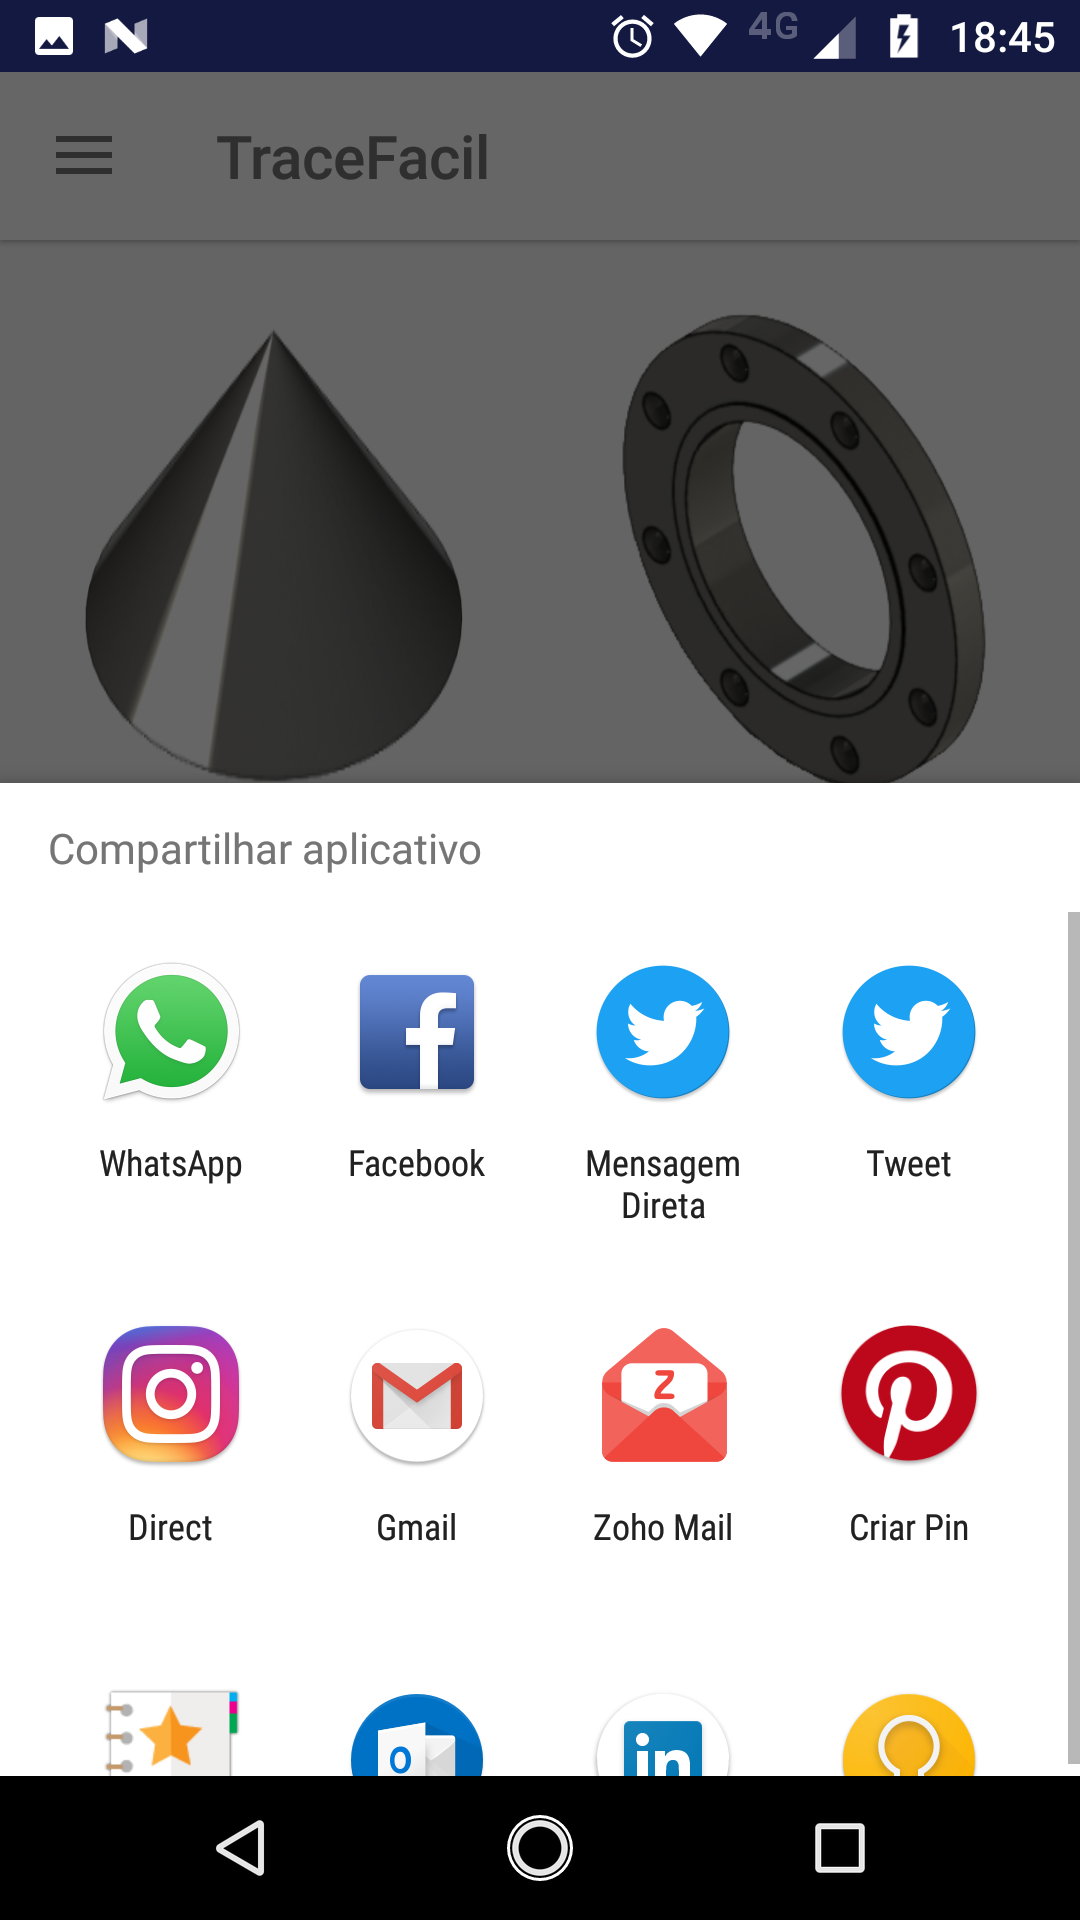 4G 18:45
TraceFacil
Compartilhar aplicativo
WhatsApp
Facebook
Mensagem
Direta
Tweet
Direct
Gmail
Zoho Mail
Criar Pin